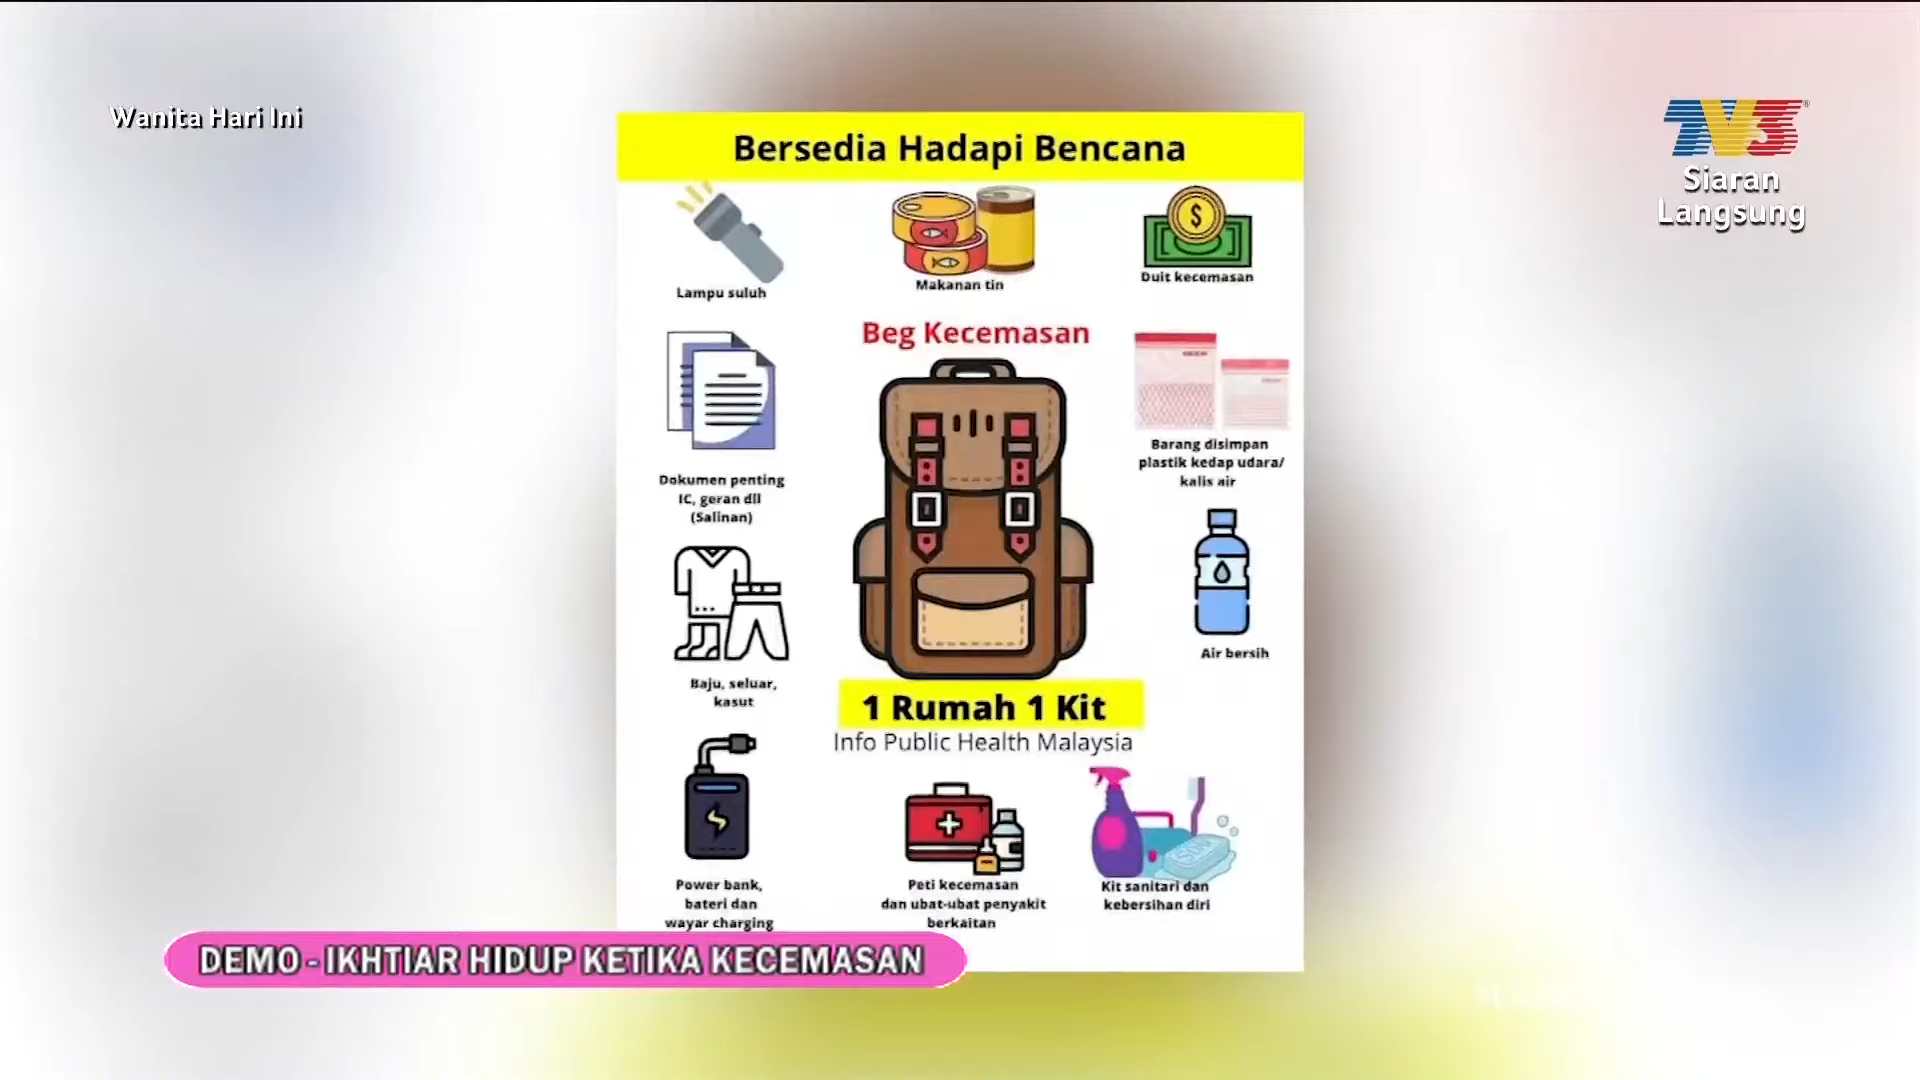 Wanita Hari Ini
TV3
Siaran
Langsung
Bersedia Hadapi Bencana
Lampu suluh
Makanan tin
$
Duit kecemasan
Beg Kecemasan
Dokumen penting
IC, geran dll
(Salinan)
Barang disimpan
plastik kedap udara/
kalis air
Baju, seluar,
kasut
Air bersih
1 Rumah 1 Kit
Info Public Health Malaysia
Power bank,
bateri dan
wayar charging
Peti kecemasan
dan ubat-ubat penyakit
berkaitan
Kit sanitari dan
kebersihan diri
DEMO - IKHTIAR HIDUP KETIKA KECEMASAN